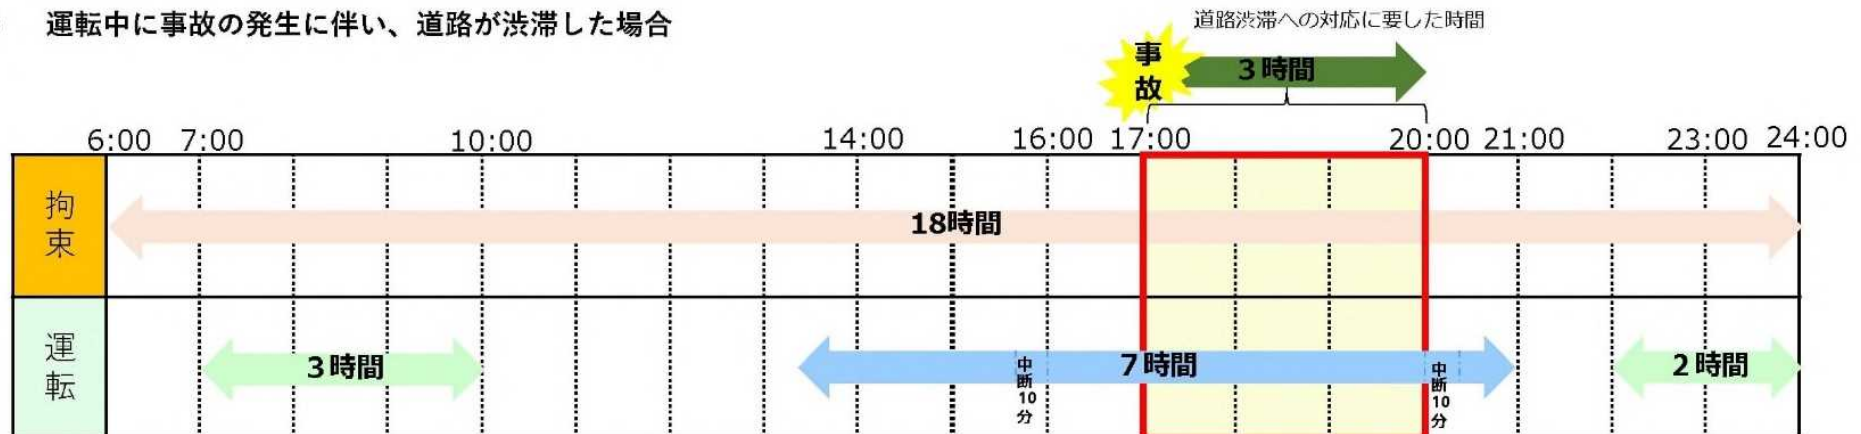 運転中に事故の発生に伴い、道路が渋滞した場合
道路渋滞への対応に要した時間
事故
3時間
6:00 7:00 10:00 14:00 16:00 17:00 20:00 21:00 23:00 24:00
拘束
18時間
運転
3時間
中断10分
7時間
中断10分
2時間